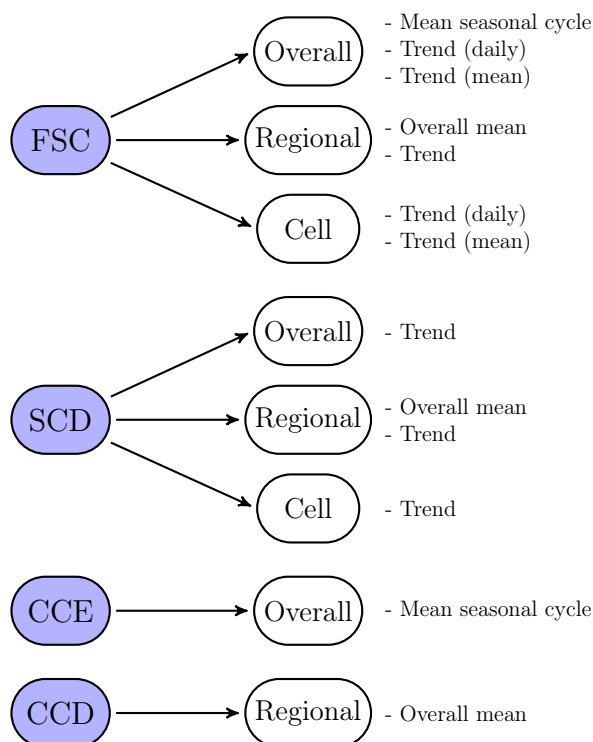 FSC
Overall
- Mean seasonal cycle
- Trend (daily)
- Trend (mean)
Regional
- Overall mean
- Trend
Cell
- Trend (daily)
- Trend (mean)
SCD
Overall
- Trend
Regional
- Overall mean
- Trend
Cell
- Trend
CCE
Overall
- Mean seasonal cycle
CCD
Regional
- Overall mean